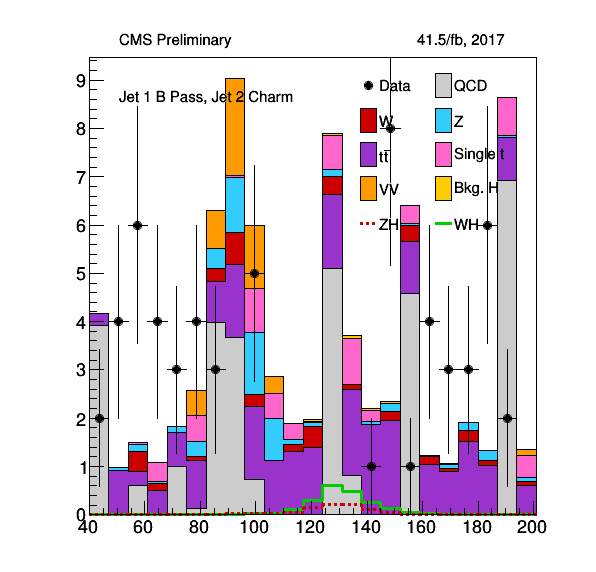 CMS Preliminary 41.5/fb, 2017
9
Jet 1 B Pass, Jet 2 Charm
Data QCD
8
W Z
tt̅ Single t
7
VV Bkg. H
6
ZH WH
5
4
3
2
1
0
40 60 80 100 120 140 160 180 200